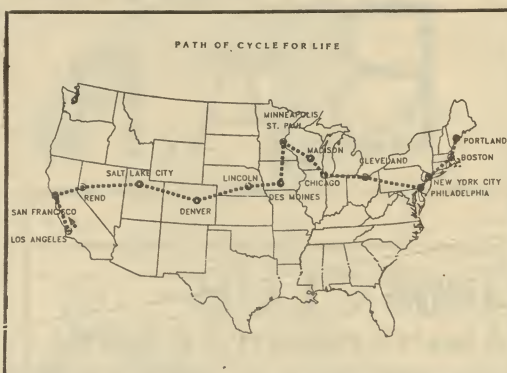 PATH OF CYCLE FOR LIFE
MINNEAPOLIS
ST. PAUL
PORTLAND
MADISON
CLEVELAND
BOSTON
SALT LAKE CITY
LINCOLN
CHICAGO
NEW YORK CITY
RENO
DES MOINES
PHILADELPHIA
SAN FRANCISCO
DENVER
LOS ANGELES